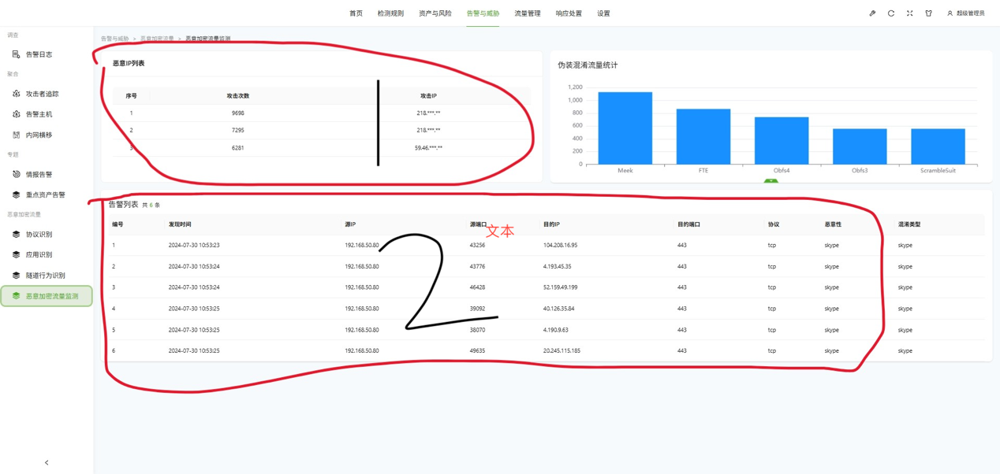 首页 检测规则 资产与风险 告警与威胁 流量管理 响应处置 设置 超级管理员
调查
告警日志
聚合
攻击者追踪
告警主机
内网横移
专题
情报告警
重点资产告警
恶意加密流量
协议识别
应用识别
隧道行为识别
恶意加密流量监测
告警与威胁 > 恶意加密流量 > 恶意加密流量监测
恶意IP列表
序号 攻击次数 攻击IP
1 9698 218.***.**
2 7295 218.***.**
3 6281 59.46.***.**
1
伪装混淆流量统计
1,200
1,000
800
600
400
200
0
Meek FTE Obfs4 Obfs3 ScrambleSuit
告警列表 共 6 条
编号 发现时间 源IP 源端口 目的IP 目的端口 协议 恶意性 混淆类型
文本
1 2024-07-30 10:53:23 192.168.50.80 43256 104.208.16.95 443 tcp skype skype
2 2024-07-30 10:53:24 192.168.50.80 43776 4.193.45.35 443 tcp skype skype
3 2024-07-30 10:53:24 192.168.50.80 46428 52.159.49.199 443 tcp skype skype
4 2024-07-30 10:53:25 192.168.50.80 39092 40.126.35.84 443 tcp skype skype
5 2024-07-30 10:53:25 192.168.50.80 38070 4.190.9.63 443 tcp skype skype
6 2024-07-30 10:53:25 192.168.50.80 49635 20.245.115.185 443 tcp skype skype
2